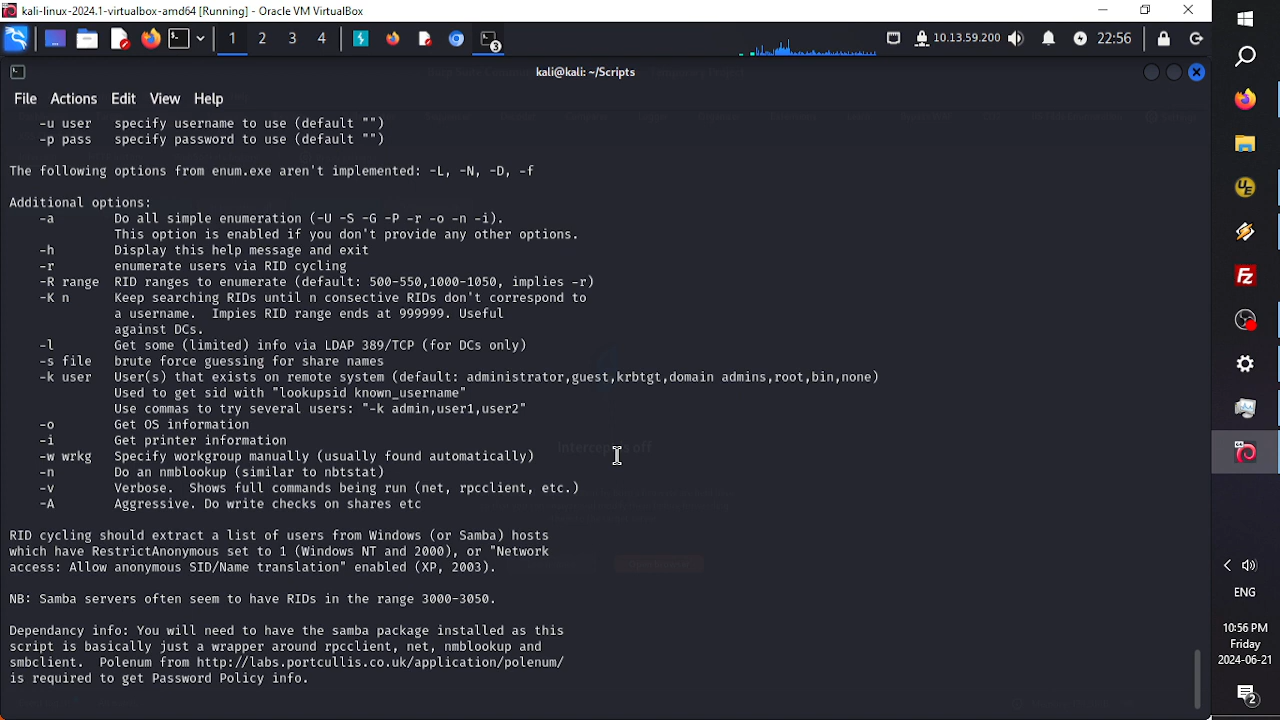 kali-linux-2024.1-virtualbox-amd64 [Running] - Oracle VM VirtualBox
1 2 3 4 3 10.13.59.200 22:56
kali@kali: ~/Scripts
File Actions Edit View Help
-u user specify username to use (default "")
-p pass specify password to use (default "")
The following options from enum.exe aren't implemented: -L, -N, -D, -f
Additional options:
-a Do all simple enumeration (-U -S -G -P -r -o -n -i).
This option is enabled if you don't provide any other options.
-h Display this help message and exit
-r enumerate users via RID cycling
-R range RID ranges to enumerate (default: 500-550,1000-1050, implies -r)
-K n Keep searching RIDs until n consective RIDs don't correspond to
a username. Impies RID range ends at 999999. Useful
against DCs.
-l Get some (limited) info via LDAP 389/TCP (for DCs only)
-s file brute force guessing for share names
-k user User(s) that exists on remote system (default: administrator,guest,krbtgt,domain admins,root,bin,none)
Used to get sid with "lookupsid known_username"
Use commas to try several users: "-k admin,user1,user2"
-o Get OS information
-i Get printer information
Intercept is off
-w wrkg Specify workgroup manually (usually found automatically)
-n Do an nmblookup (similar to nbtstat)
-v Verbose. Shows full commands being run (net, rpcclient, etc.)
-A Aggressive. Do write checks on shares etc
RID cycling should extract a list of users from Windows (or Samba) hosts
which have RestrictAnonymous set to 1 (Windows NT and 2000), or "Network
access: Allow anonymous SID/Name translation" enabled (XP, 2003).
NB: Samba servers often seem to have RIDs in the range 3000-3050.
Dependancy info: You will need to have the samba package installed as this
script is basically just a wrapper around rpcclient, net, nmblookup and
smbclient. Polenum from http://labs.portcullis.co.uk/application/polenum/
is required to get Password Policy info.
UE
Fz
64
ENG
10:56 PM
Friday
2024-06-21
2